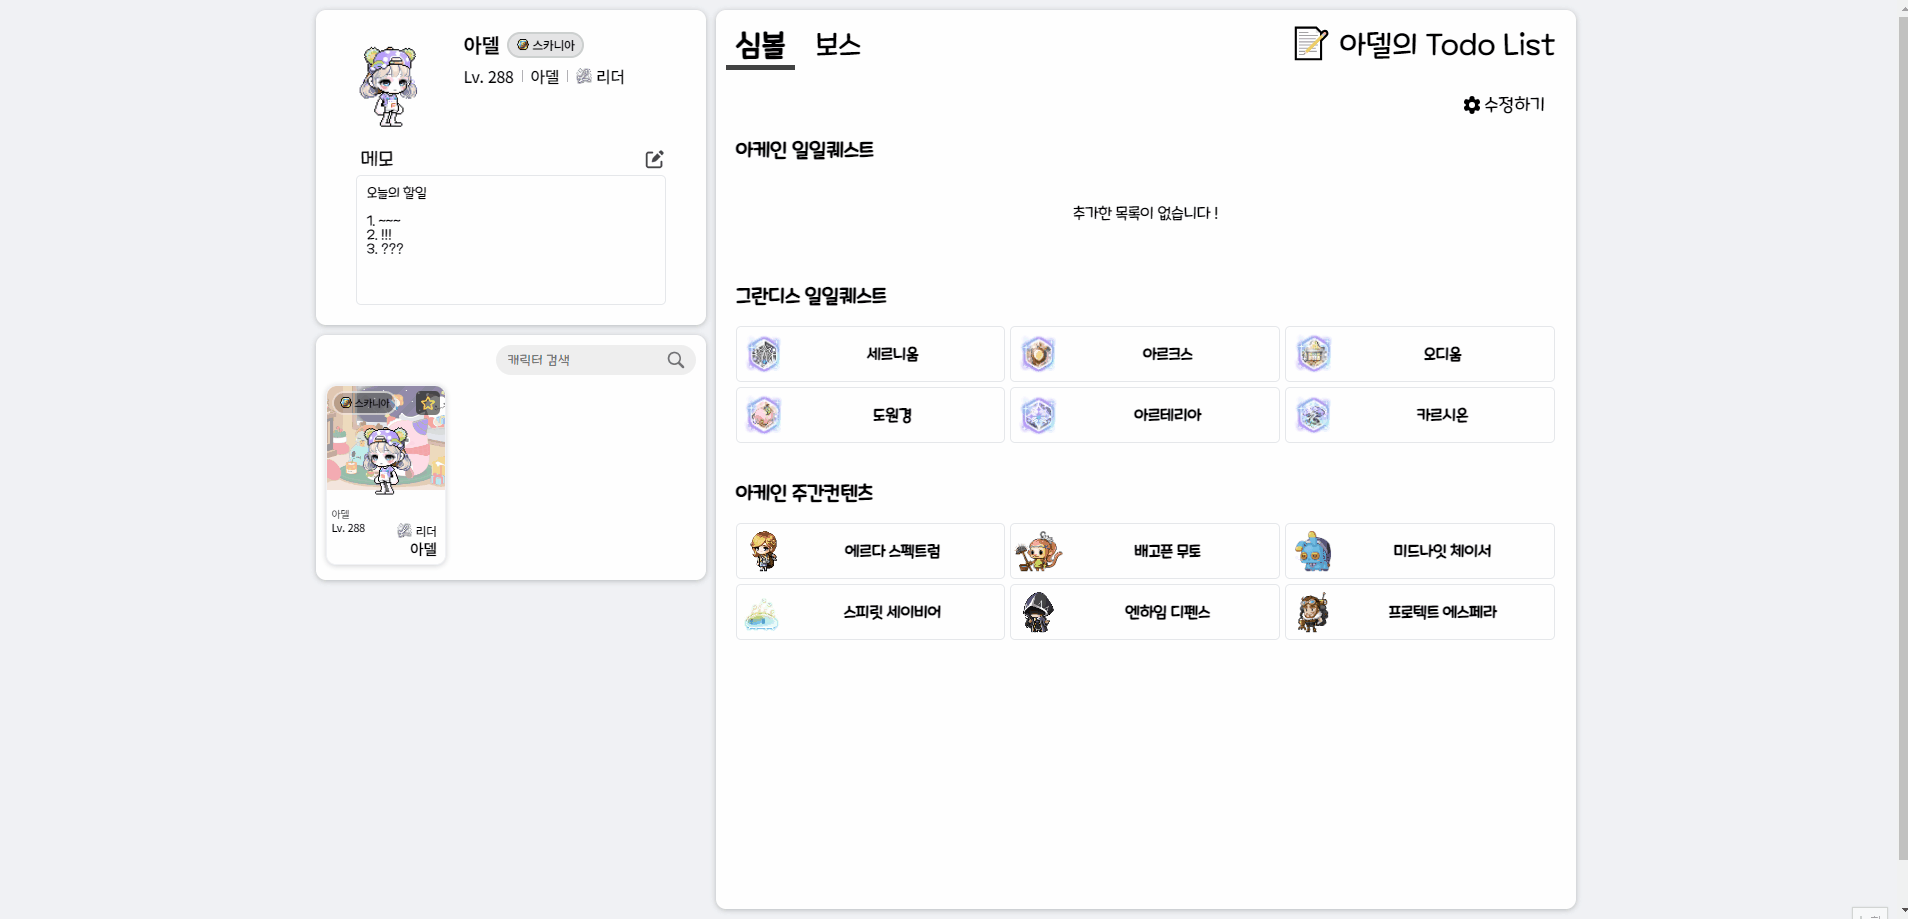 아델 스카니아
Lv. 288 아델 리더
메모
오늘의 할일
1. ~~~
2. !!!
3. ???
캐릭터 검색
스카니아
아델
Lv. 288
리더
아델
심볼 보스
아델의 Todo List
수정하기
아케인 일일퀘스트
추가한 목록이 없습니다 !
그란디스 일일퀘스트
세르니움 아르크스 오디움
도원경 아르테리아 카르시온
아케인 주간컨텐츠
에르다 스펙트럼 배고픈 무토 미드나잇 체이서
스피릿 세이비어 엔하임 디펜스 프로텍트 에스페라